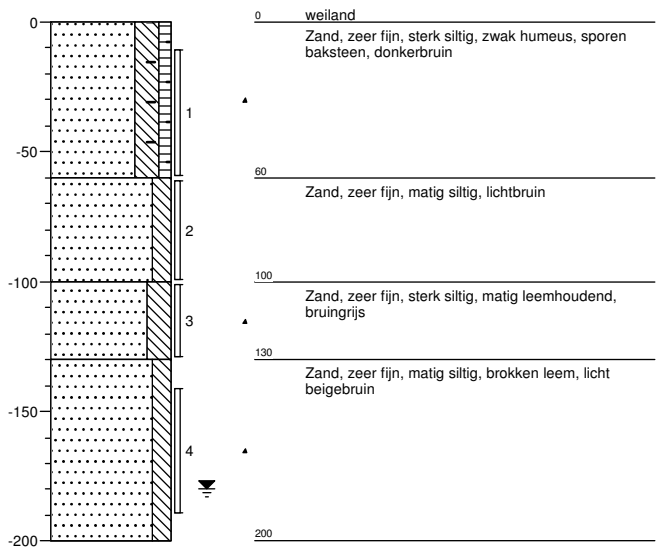 0
0
weiland
Zand, zeer fijn, sterk siltig, zwak humeus, sporen
baksteen, donkerbruin
1
-50
60
Zand, zeer fijn, matig siltig, lichtbruin
2
-100
100
Zand, zeer fijn, sterk siltig, matig leemhoudend,
bruingrijs
3
130
Zand, zeer fijn, matig siltig, brokken leem, licht
beigebruin
-150
4
-200
200